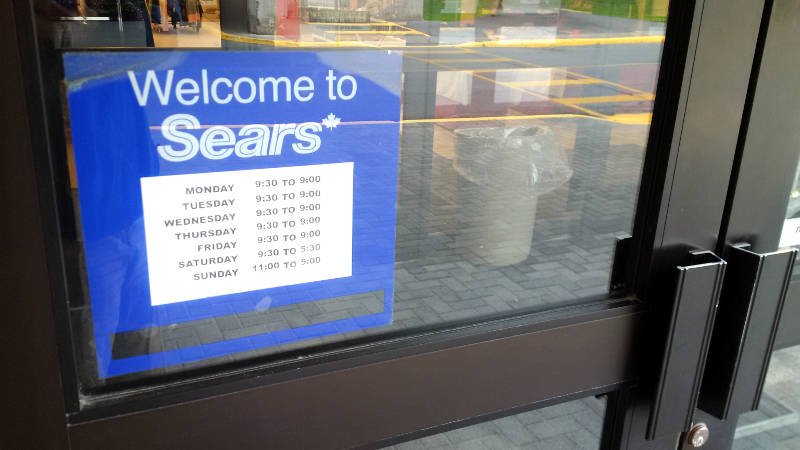 Welcome to
Sears
MONDAY 9:30 TO 9:00
TUESDAY 9:30 TO 9:00
WEDNESDAY 9:30 TO 9:00
THURSDAY 9:30 TO 9:00
FRIDAY 9:30 TO 9:00
SATURDAY 9:30 TO 5:30
SUNDAY 11:00 TO 5:00